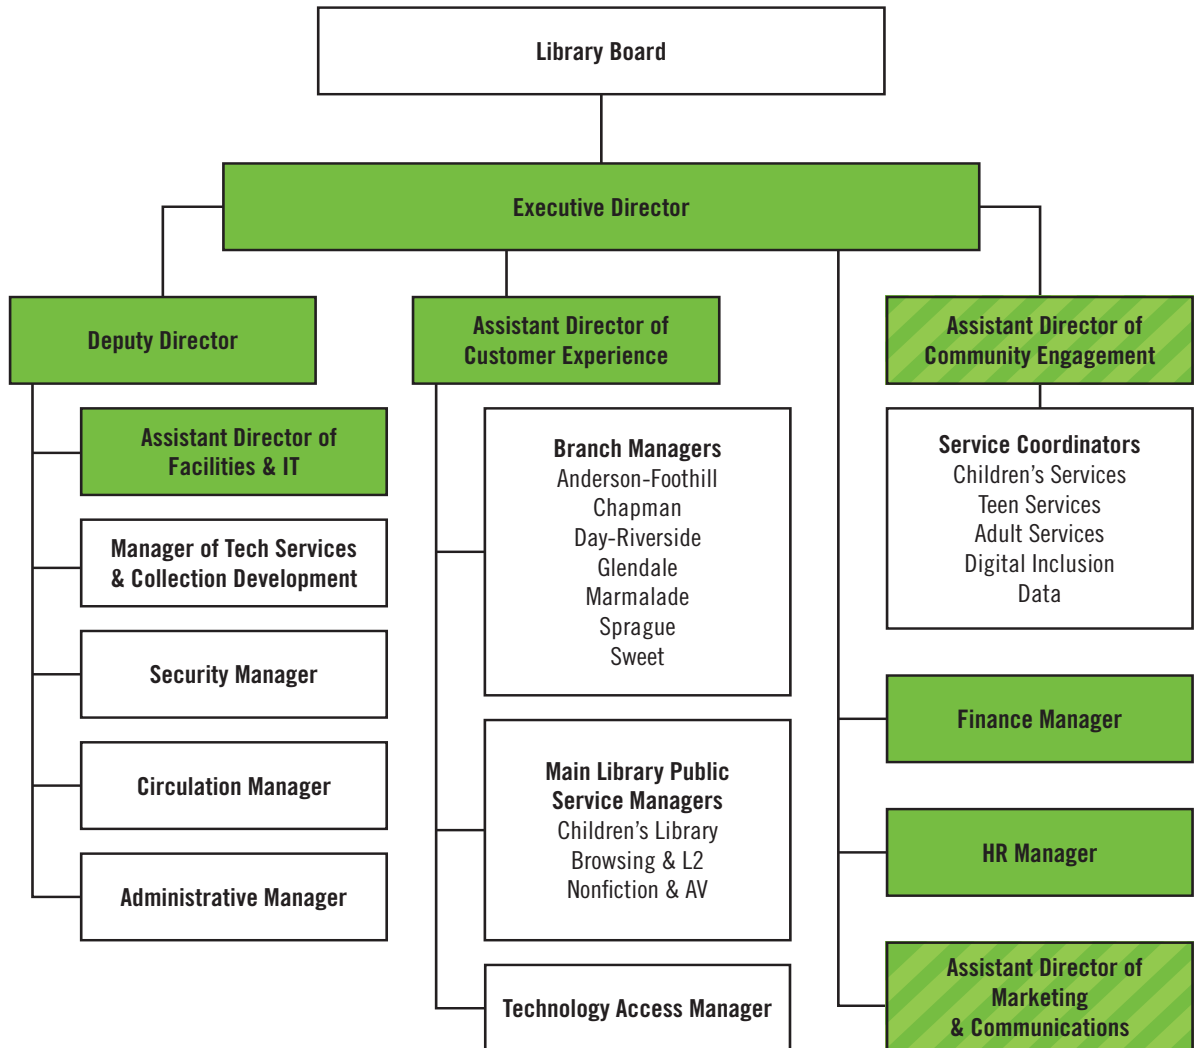 Library Board
Executive Director
Deputy Director
Assistant Director of
Facilities & IT
Manager of Tech Services
& Collection Development
Security Manager
Circulation Manager
Administrative Manager
Assistant Director of
Customer Experience
Branch Managers
Anderson-Foothill
Chapman
Day-Riverside
Glendale
Marmalade
Sprague
Sweet
Main Library Public
Service Managers
Children’s Library
Browsing & L2
Nonfiction & AV
Technology Access Manager
Assistant Director of
Community Engagement
Service Coordinators
Children’s Services
Teen Services
Adult Services
Digital Inclusion
Data
Finance Manager
HR Manager
Assistant Director of
Marketing
& Communications